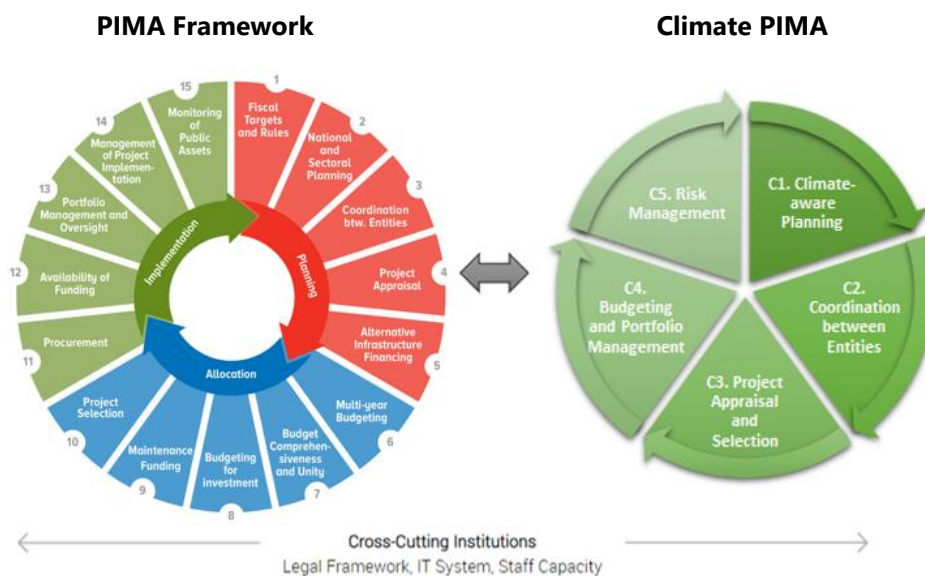 PIMA Framework
Climate PIMA
1
Fiscal
Targets
and Rules
2
National
and
Sectoral
Planning
3
Coordination
btw. Entities
4
Project
Appraisal
5
Alternative
Infrastructure
Financing
6
Multi-year
Budgeting
7
Budget
Comprehen-
siveness
and Unity
8
Budgeting
for
investment
9
Maintenance
Funding
10
Project
Selection
11
Procurement
12
Availability of
Funding
13
Portfolio
Management and
Oversight
14
Management
of Project
Implemen-
tation
15
Monitoring
of
Public
Assets
Planning
Allocation
Implementation
C1. Climate-
aware
Planning
C2.
Coordination
between
Entities
C3. Project
Appraisal
and
Selection
C4.
Budgeting
and Portfolio
Management
C5. Risk
Management
Cross-Cutting Institutions
Legal Framework, IT System, Staff Capacity